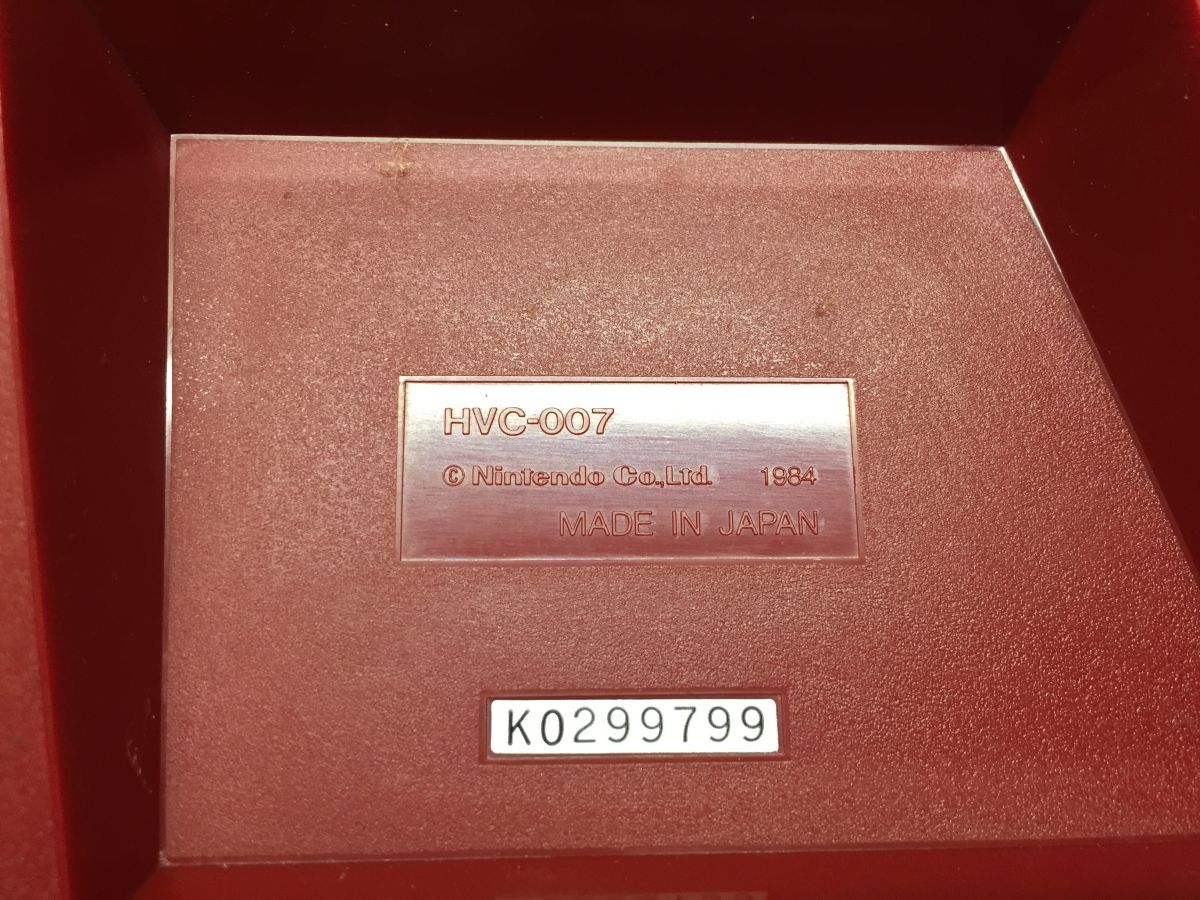 HVC-007
© Nintendo Co.,Ltd. 1984
MADE IN JAPAN
K0299799